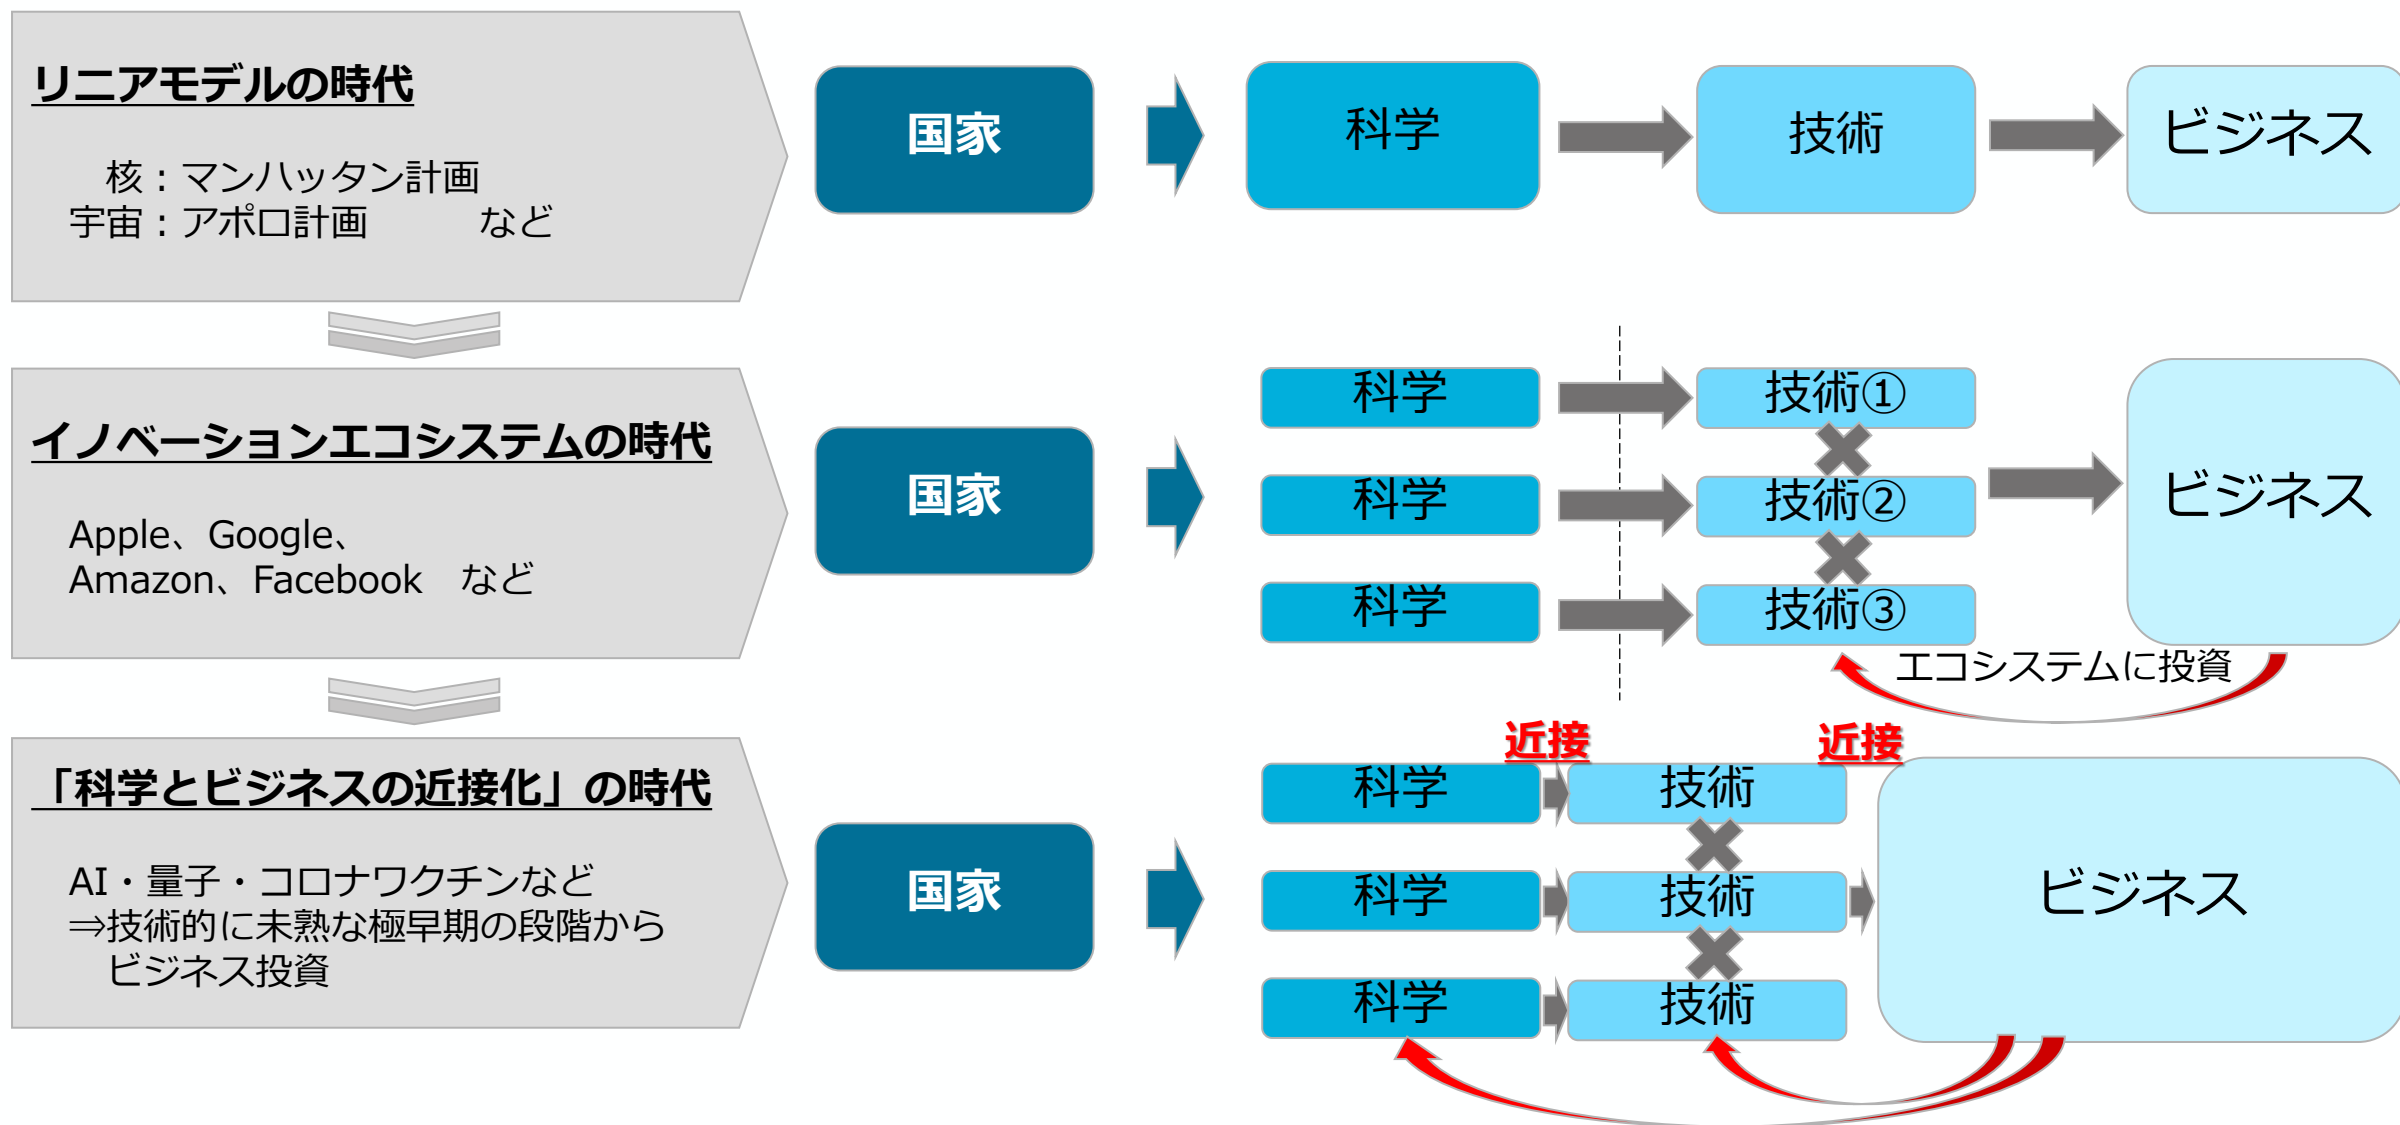 リニアモデルの時代
核：マンハッタン計画
宇宙：アポロ計画　　　など
国家
科学
技術
ビジネス
イノベーションエコシステムの時代
Apple、Google、
Amazon、Facebook　など
国家
科学
技術①
科学
技術②
科学
技術③
ビジネス
エコシステムに投資
「科学とビジネスの近接化」の時代
AI・量子・コロナワクチンなど
⇒技術的に未熟な極早期の段階から
ビジネス投資
国家
近接
近接
科学
技術
科学
技術
科学
技術
ビジネス